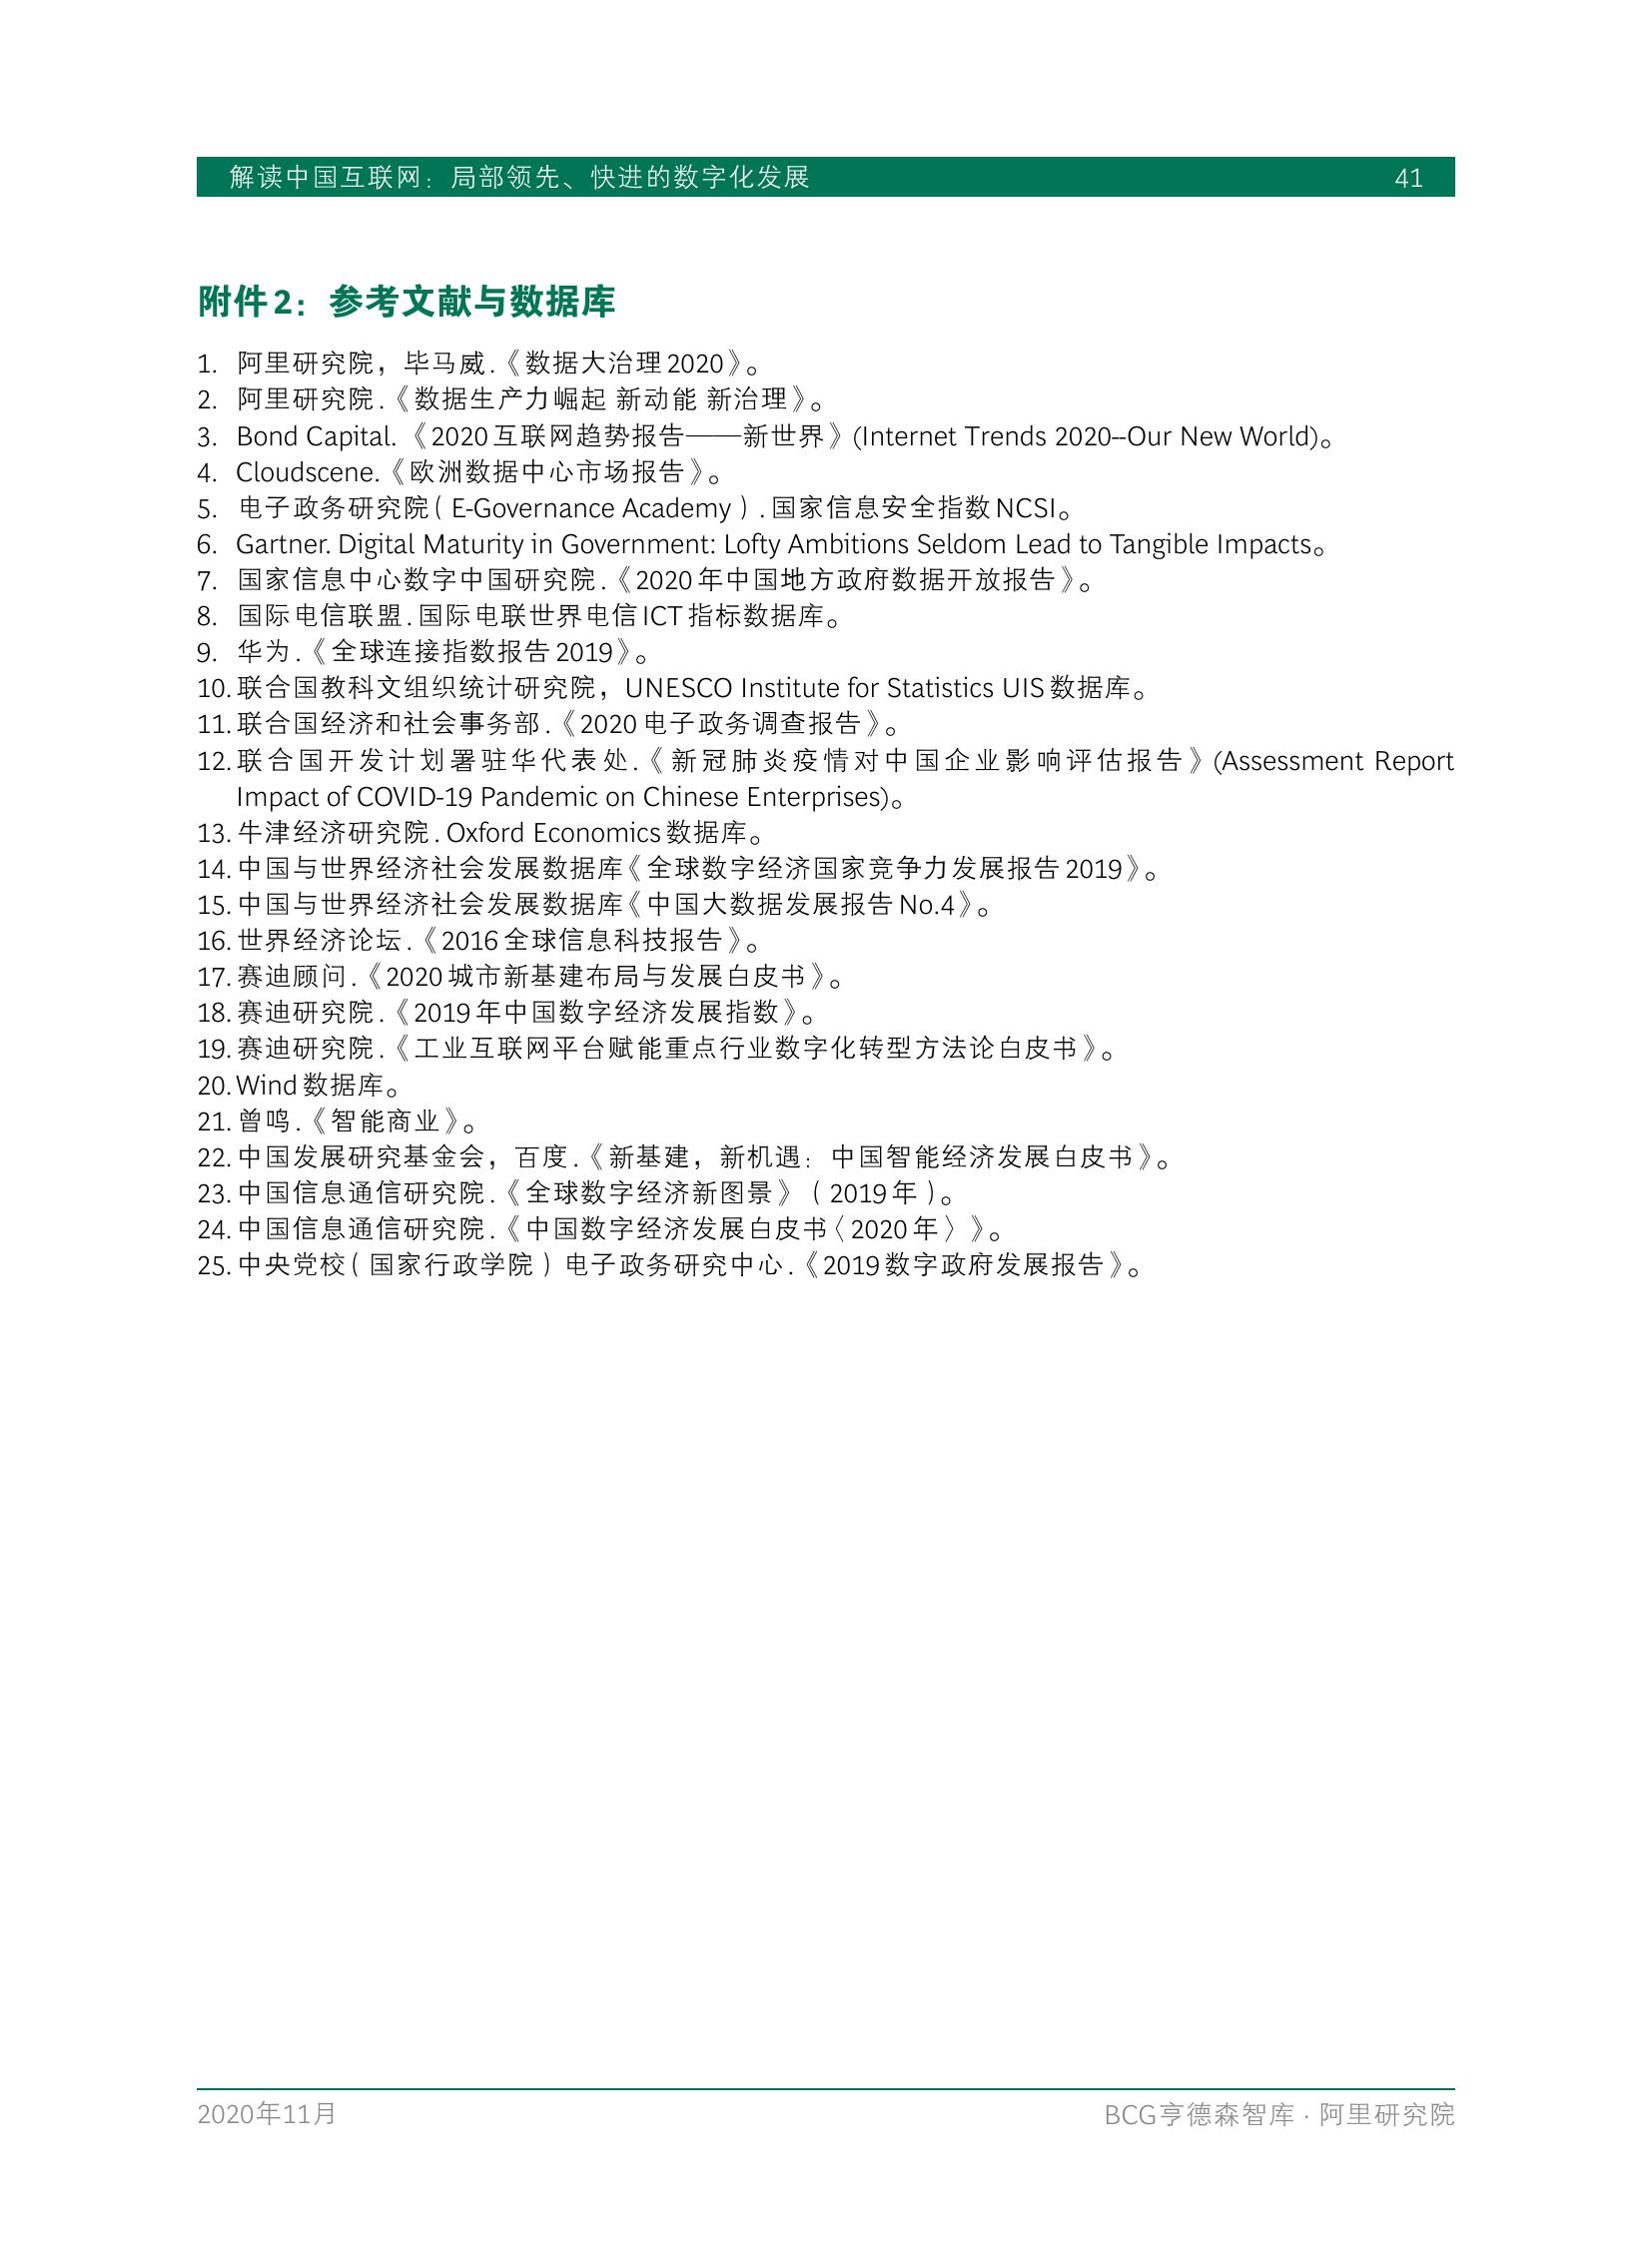 解读中国互联网：局部领先、快进的数字化发展 41
附件2：参考文献与数据库
1. 阿里研究院，毕马威.《数据大治理2020》。
2. 阿里研究院.《数据生产力崛起 新动能 新治理》。
3. Bond Capital. 《2020互联网趋势报告——新世界》(Internet Trends 2020--Our New World)。
4. Cloudscene.《欧洲数据中心市场报告》。
5. 电子政务研究院（E-Governance Academy）.国家信息安全指数NCSI。
6. Gartner. Digital Maturity in Government: Lofty Ambitions Seldom Lead to Tangible Impacts。
7. 国家信息中心数字中国研究院.《2020年中国地方政府数据开放报告》。
8. 国际电信联盟.国际电联世界电信ICT指标数据库。
9. 华为.《全球连接指数报告2019》。
10. 联合国教科文组织统计研究院，UNESCO Institute for Statistics UIS数据库。
11. 联合国经济和社会事务部.《2020电子政务调查报告》。
12. 联合国开发计划署驻华代表处.《新冠肺炎疫情对中国企业影响评估报告》(Assessment Report
Impact of COVID-19 Pandemic on Chinese Enterprises)。
13. 牛津经济研究院. Oxford Economics数据库。
14. 中国与世界经济社会发展数据库《全球数字经济国家竞争力发展报告2019》。
15. 中国与世界经济社会发展数据库《中国大数据发展报告No.4》。
16. 世界经济论坛.《2016全球信息科技报告》。
17. 赛迪顾问.《2020城市新基建布局与发展白皮书》。
18. 赛迪研究院.《2019年中国数字经济发展指数》。
19. 赛迪研究院.《工业互联网平台赋能重点行业数字化转型方法论白皮书》。
20. Wind数据库。
21. 曾鸣.《智能商业》。
22. 中国发展研究基金会，百度.《新基建，新机遇：中国智能经济发展白皮书》。
23. 中国信息通信研究院.《全球数字经济新图景》（2019年）。
24. 中国信息通信研究院.《中国数字经济发展白皮书〈2020年〉》。
25. 中央党校（国家行政学院）电子政务研究中心.《2019数字政府发展报告》。
2020年11月 BCG亨德森智库 · 阿里研究院